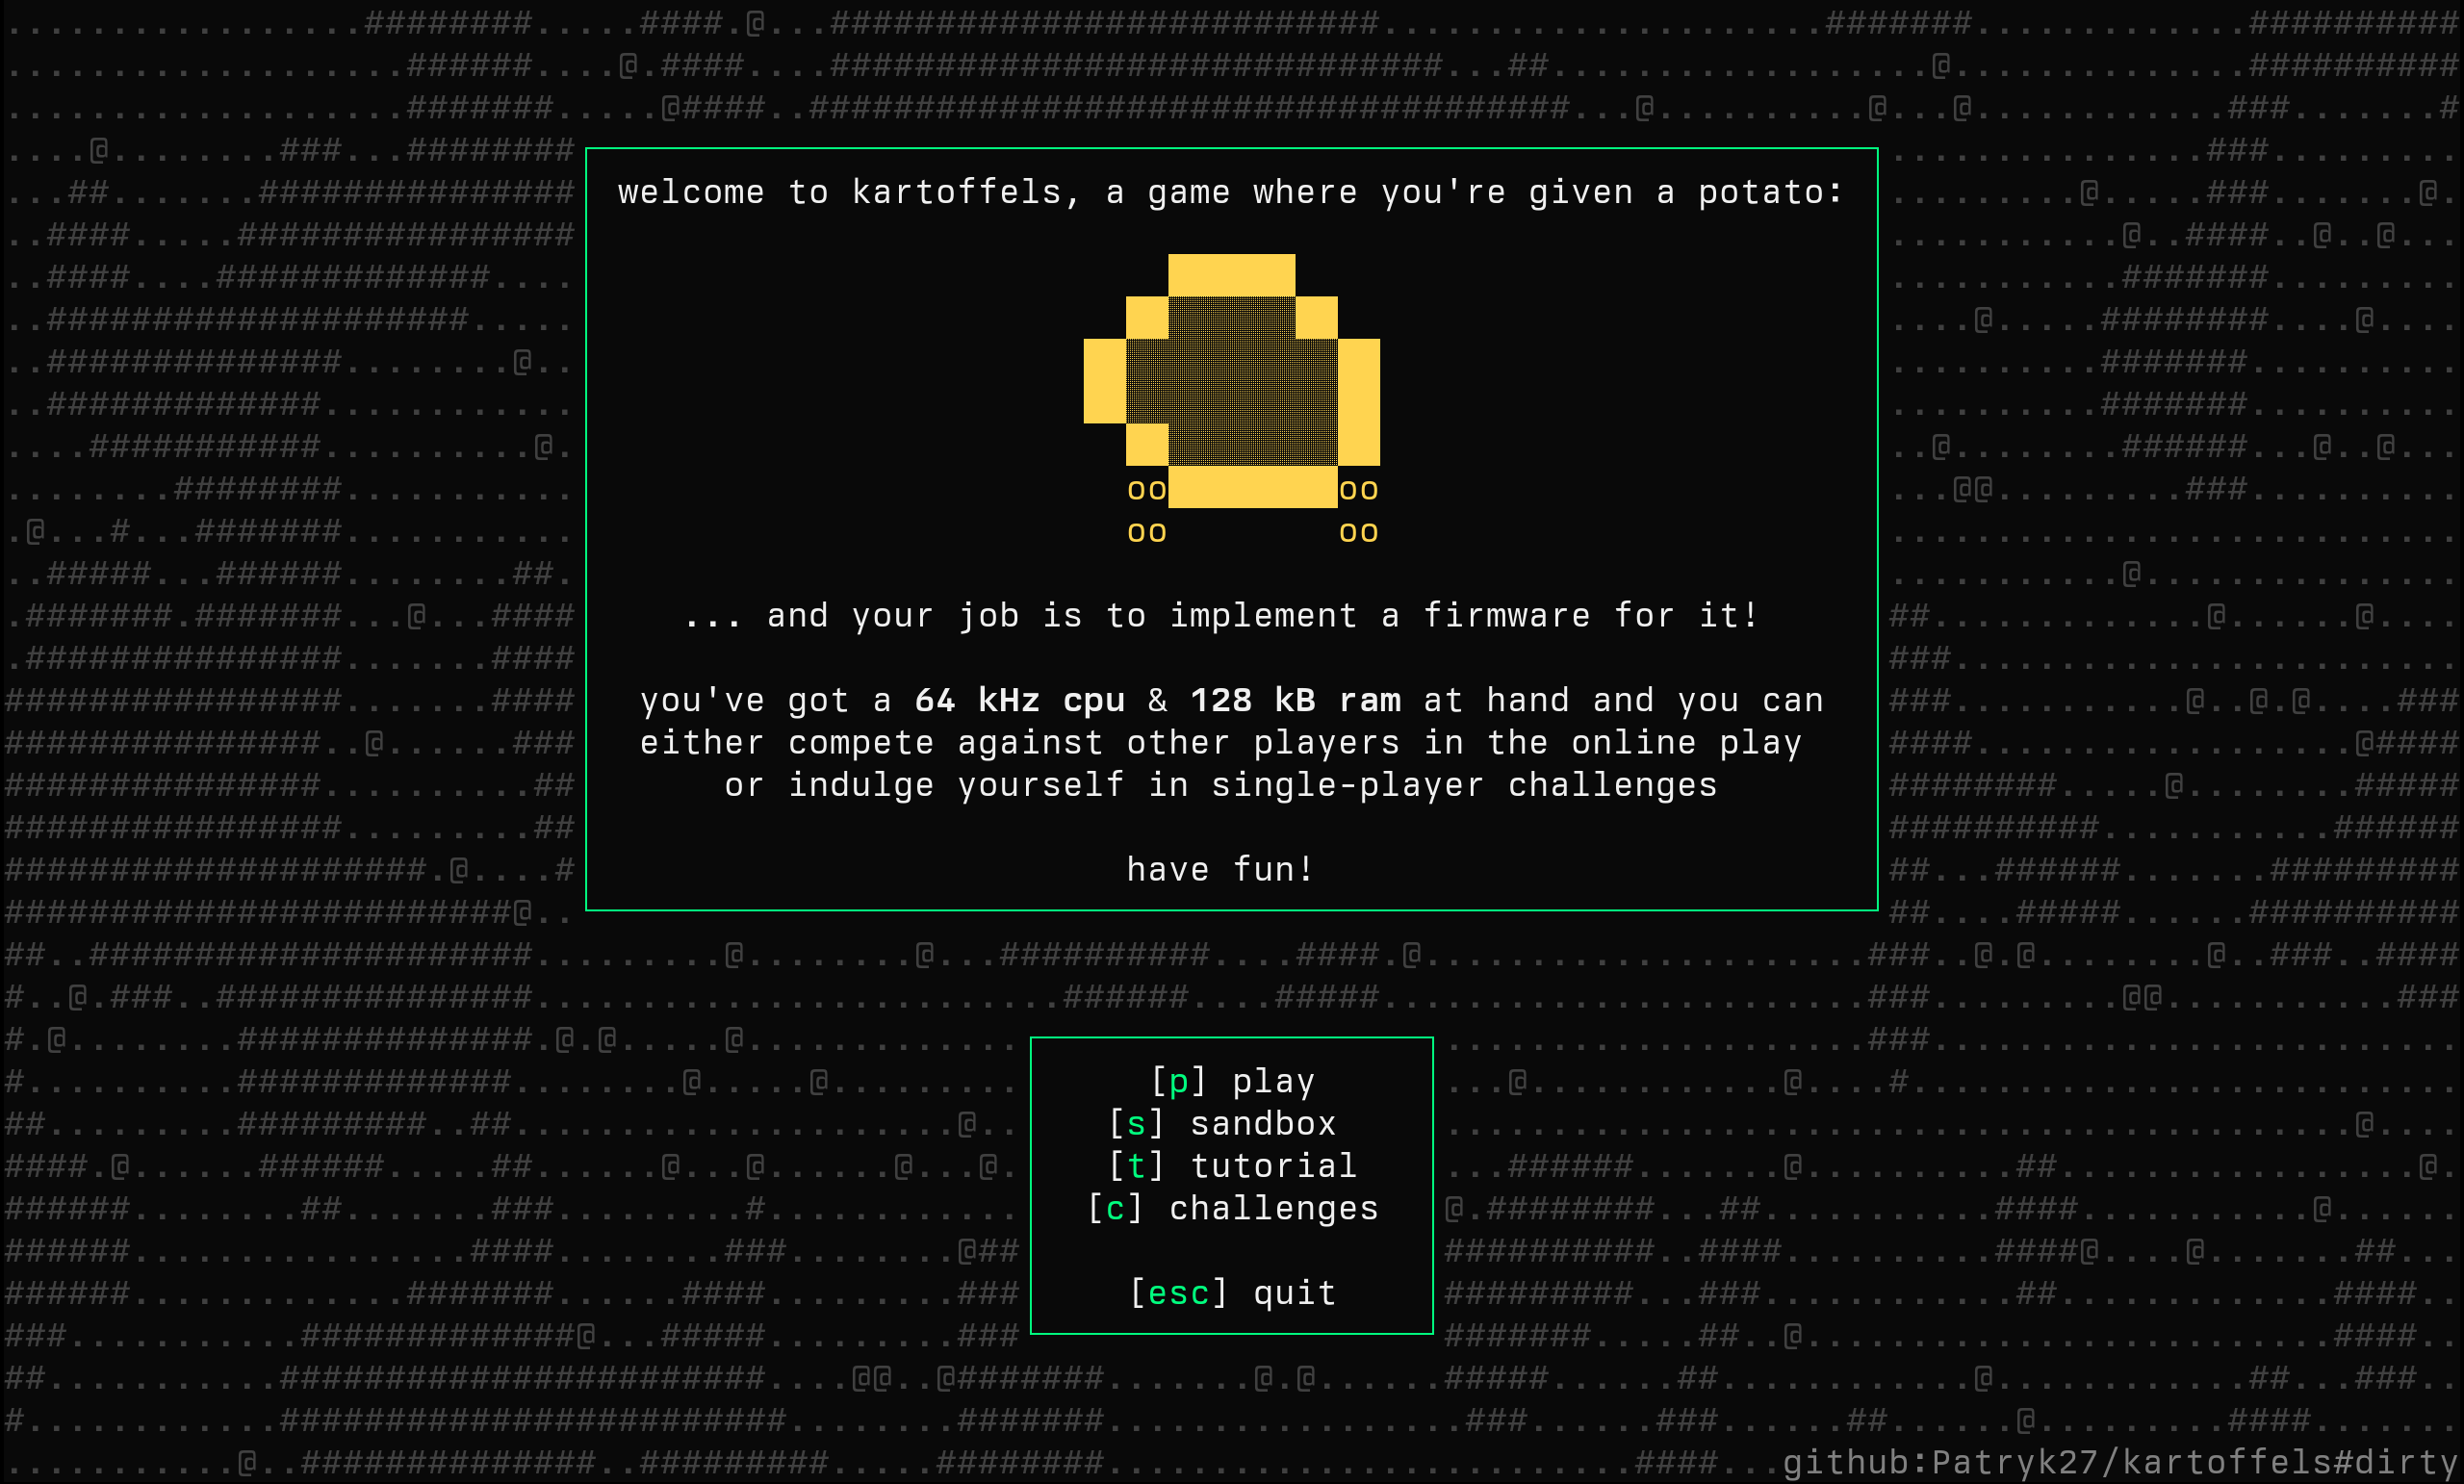 welcome to kartoffels, a game where you're given a potato:
oo oo
oo oo
... and your job is to implement a firmware for it!
you've got a 64 kHz cpu & 128 kB ram at hand and you can
either compete against other players in the online play
or indulge yourself in single-player challenges
have fun!
[p] play
[s] sandbox
[t] tutorial
[c] challenges
[esc] quit
github:Patryk27/kartoffels#dirty